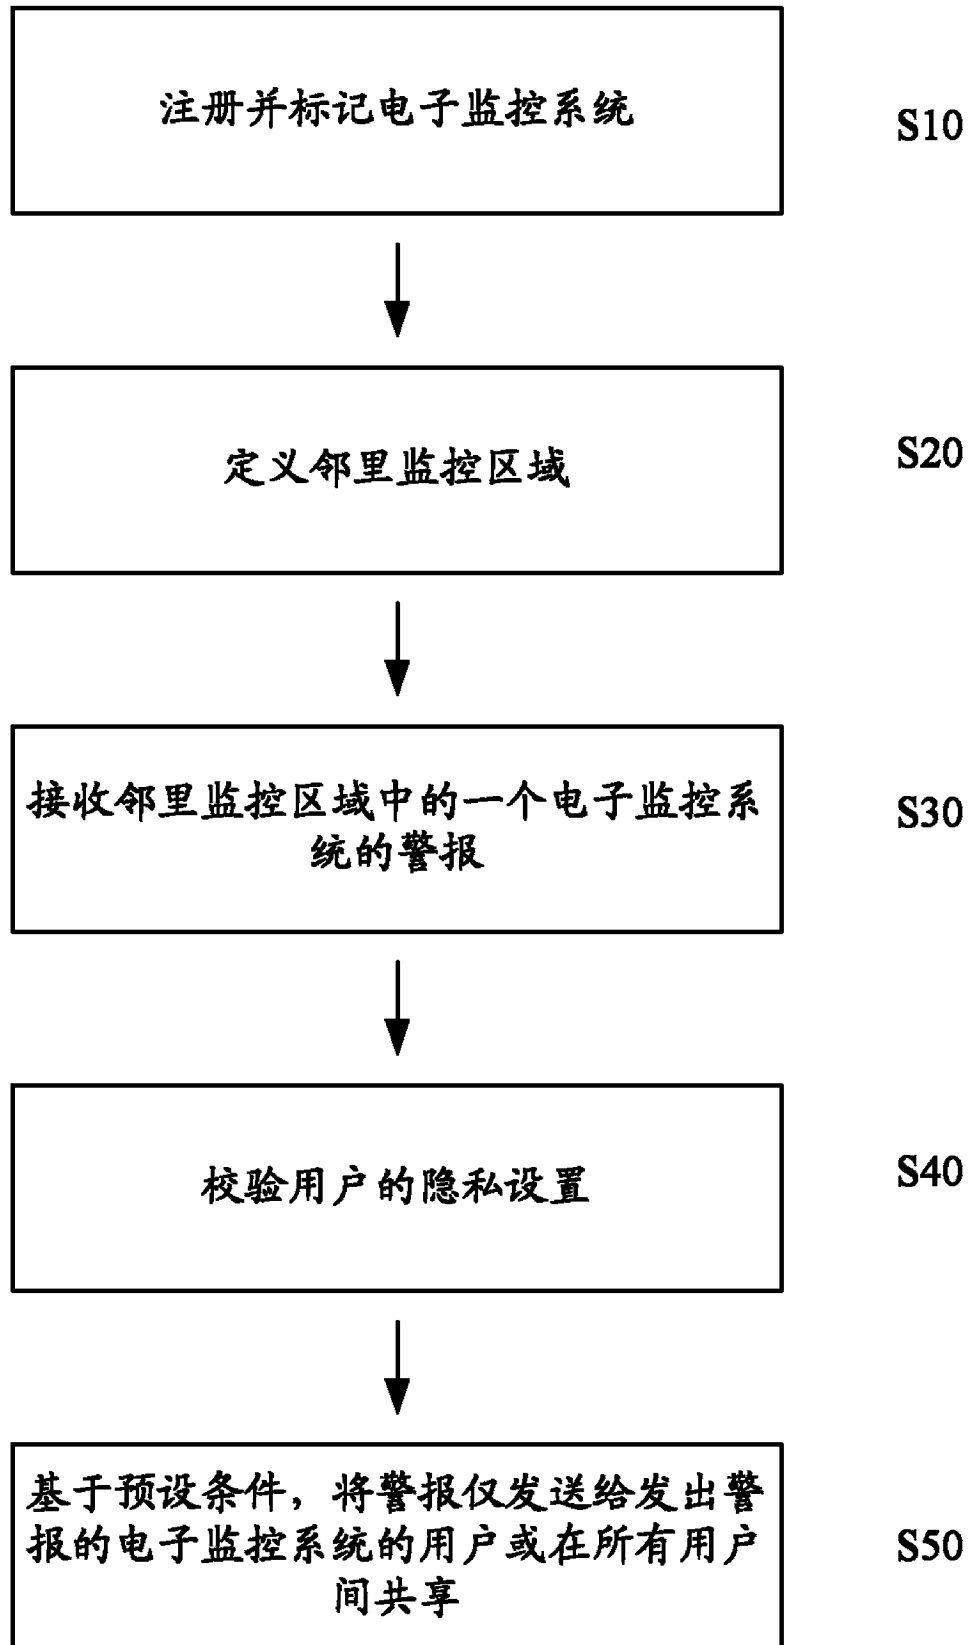 注册并标记电子监控系统
S10
定义邻里监控区域
S20
接收邻里监控区域中的一个电子监控系
统的警报
S30
校验用户的隐私设置
S40
基于预设条件，将警报仅发送给发出警
报的电子监控系统的用户或在所有用户
间共享
S50